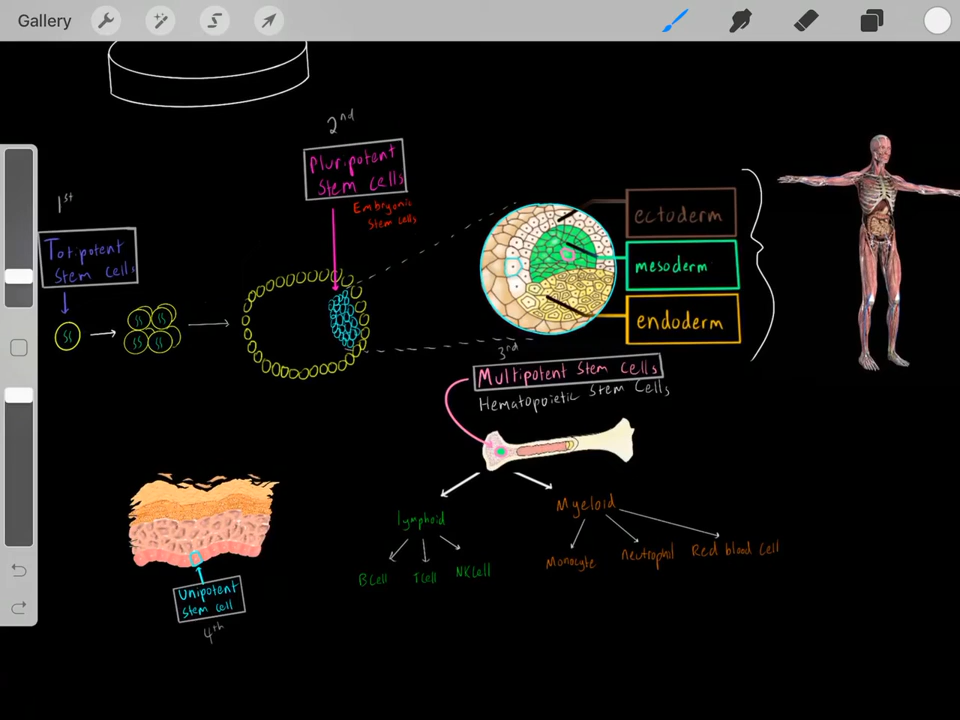 Gallery
2nd
Pluripotent
Stem Cells
Embryonic
Stem cells
1st
Totipotent
Stem Cells
ectoderm
mesoderm
endoderm
3rd
Multipotent Stem Cells
Hematopoietic Stem Cells
lymphoid
Myeloid
B Cell
T Cell
NK Cell
Monocyte
neutrophil
Red blood Cell
Unipotent
Stem cell
4th